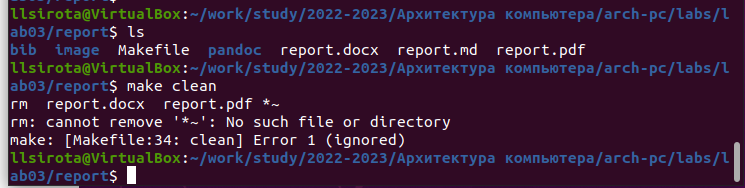 llsirota@VirtualBox:~/work/study/2022-2023/Архитектура компьютера/arch-pc/labs/l
ab03/report$ ls
bib  image  Makefile  pandoc  report.docx  report.md  report.pdf
llsirota@VirtualBox:~/work/study/2022-2023/Архитектура компьютера/arch-pc/labs/l
ab03/report$ make clean
rm  report.docx  report.pdf *~
rm: cannot remove '*~': No such file or directory
make: [Makefile:34: clean] Error 1 (ignored)
llsirota@VirtualBox:~/work/study/2022-2023/Архитектура компьютера/arch-pc/labs/l
ab03/report$